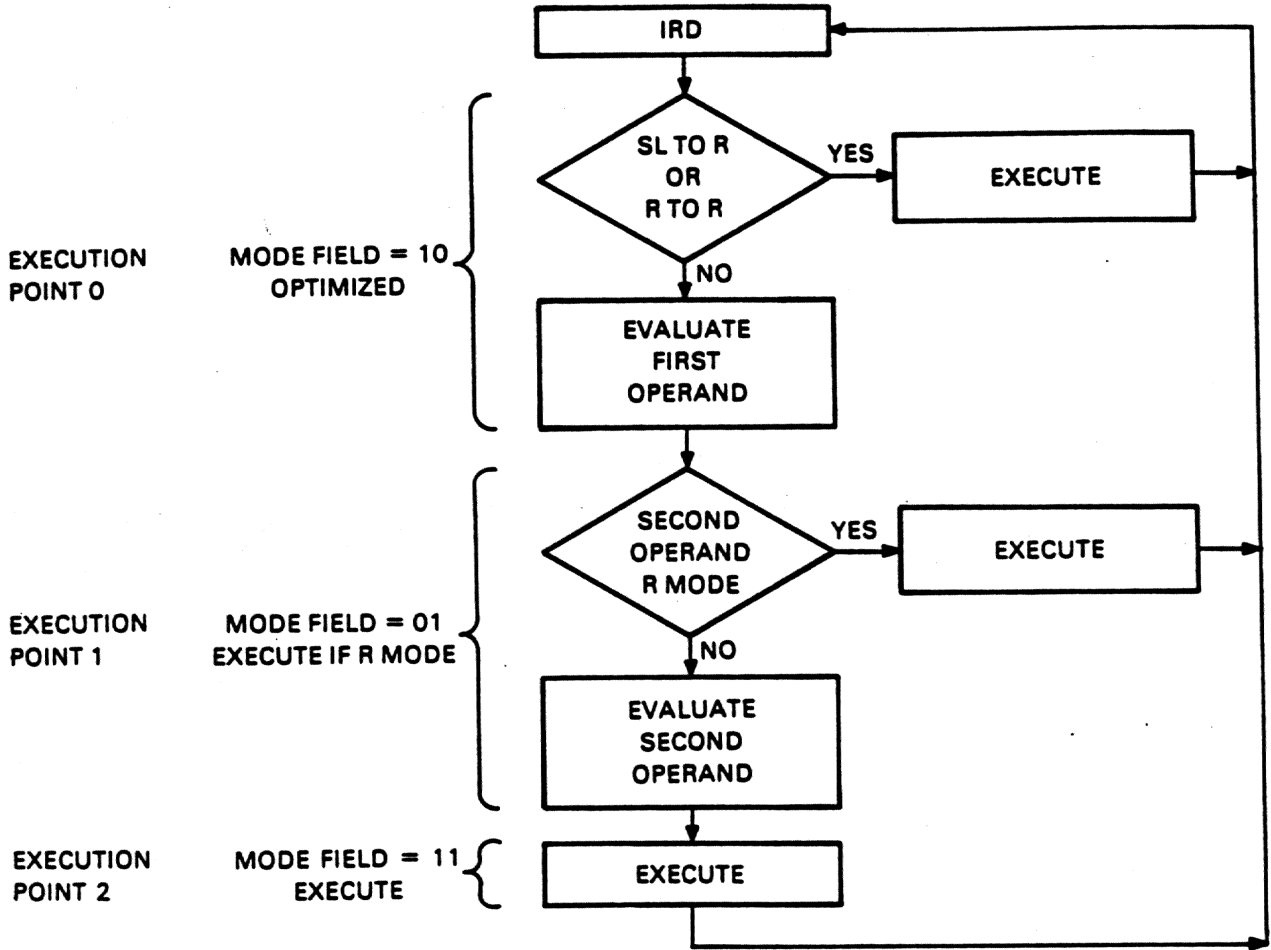 IRD
SL TO R
OR
R TO R
YES
EXECUTE
EXECUTION
POINT 0
MODE FIELD = 10
OPTIMIZED
NO
EVALUATE
FIRST
OPERAND
SECOND
OPERAND
R MODE
YES
EXECUTE
EXECUTION
POINT 1
MODE FIELD = 01
EXECUTE IF R MODE
NO
EVALUATE
SECOND
OPERAND
EXECUTION
POINT 2
MODE FIELD = 11
EXECUTE
EXECUTE